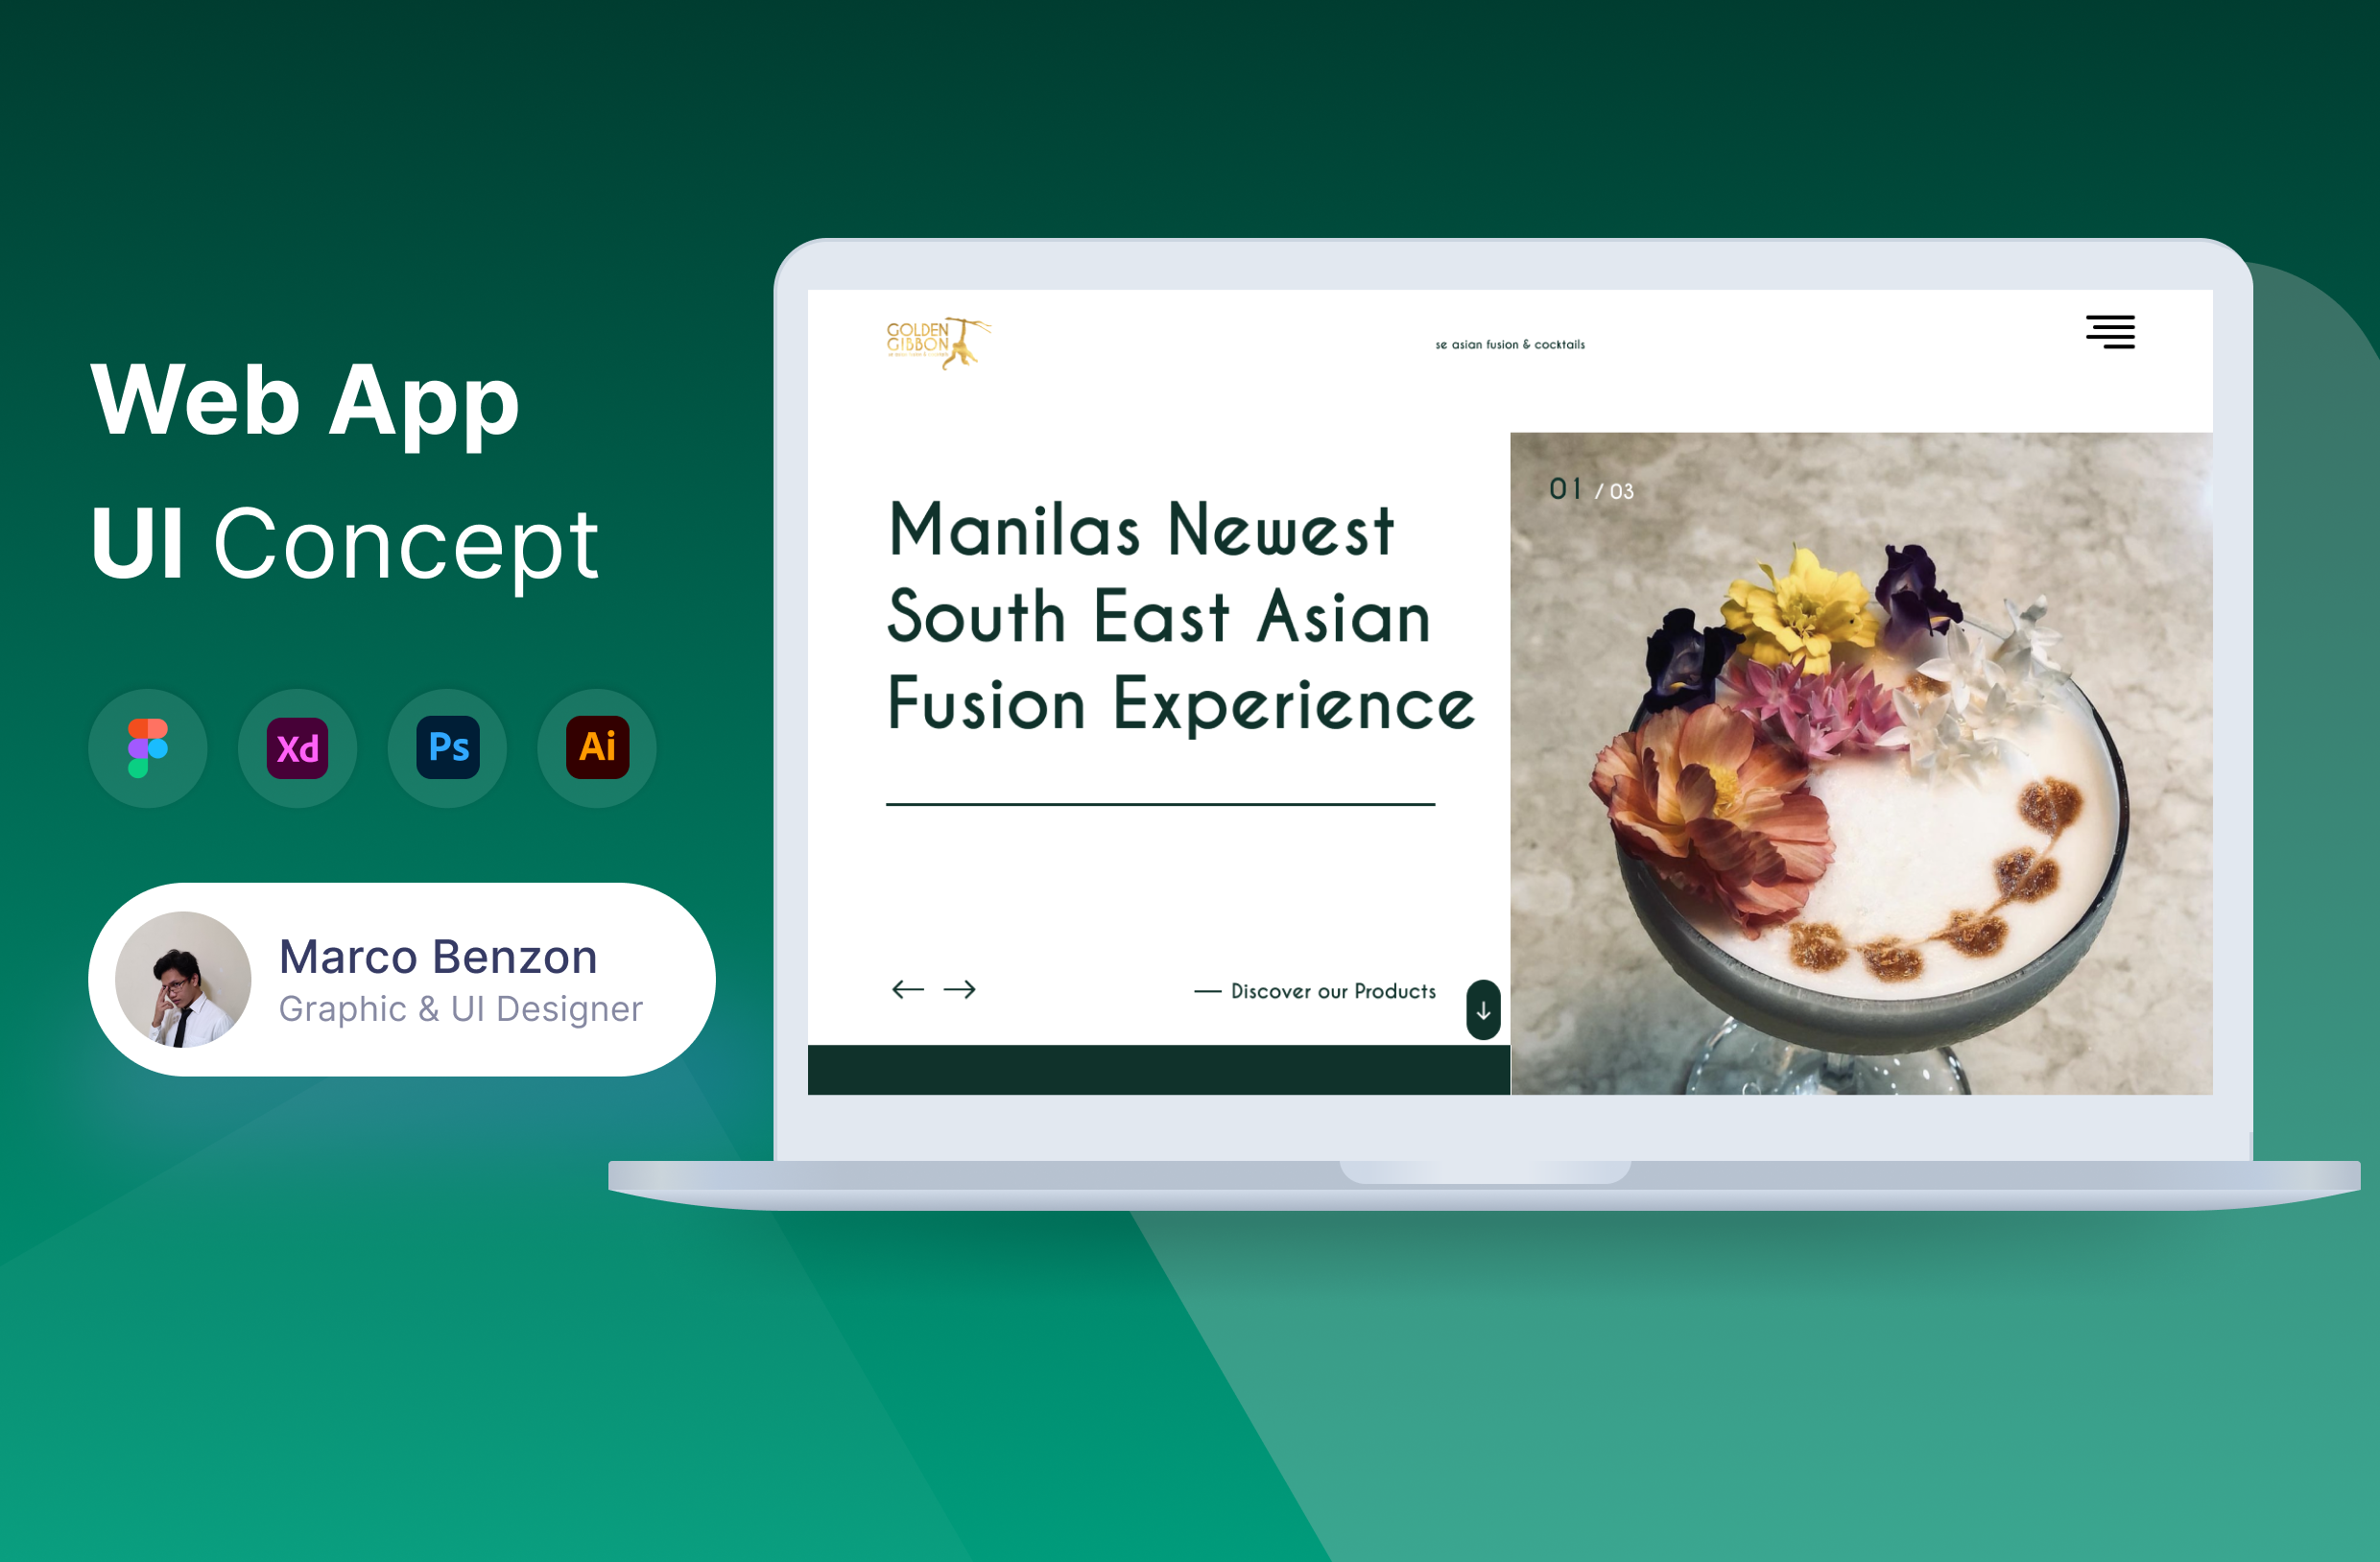 Web App
UI Concept
Xd
Ps
Ai
Marco Benzon
Graphic & UI Designer
GOLDEN
GIBBON
se asian fusion & cocktails
Manilas Newest
South East Asian
Fusion Experience
Discover our Products
01 / 03